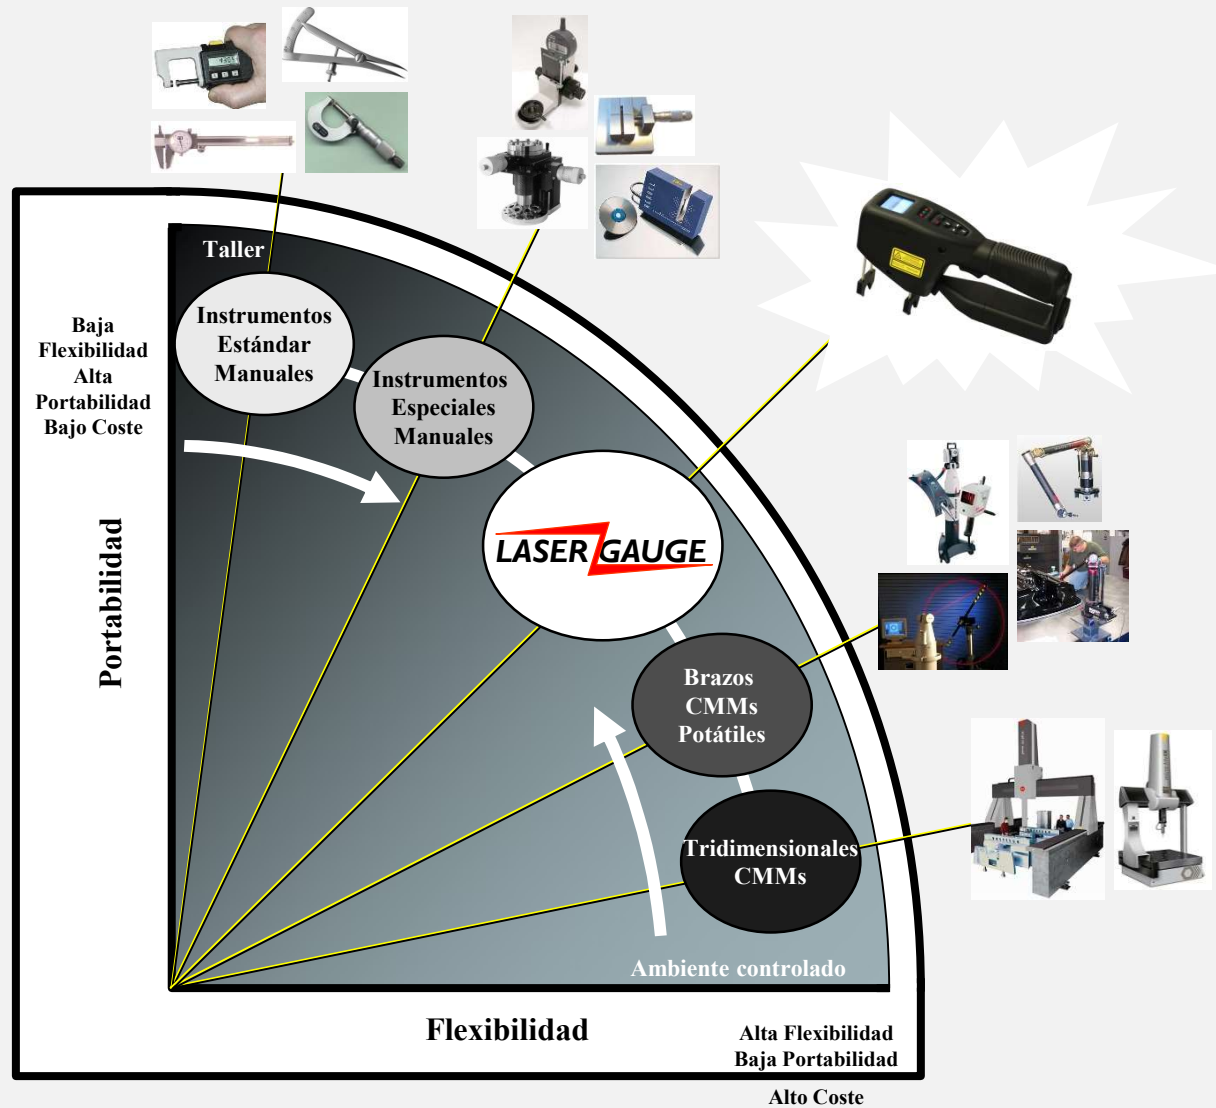 Taller
Instrumentos
Estándar
Manuales
Baja
Flexibilidad
Alta
Portabilidad
Bajo Coste
Instrumentos
Especiales
Manuales
Portabilidad
LASER GAUGE
Brazos
CMMs
Potátiles
Tridimensionales
CMMs
Ambiente controlado
Flexibilidad
Alta Flexibilidad
Baja Portabilidad
Alto Coste